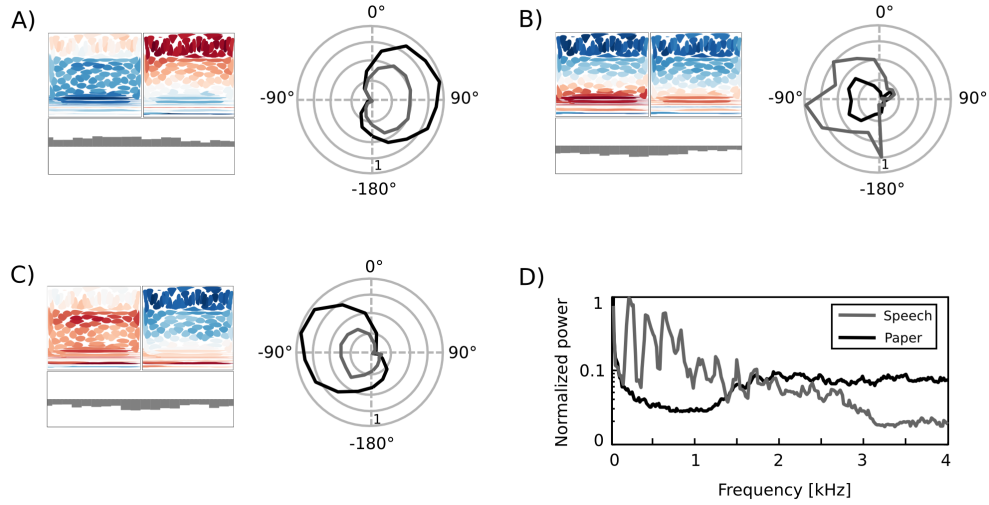 A)
0°
-90°
90°
1
-180°
B)
0°
-90°
90°
1
-180°
C)
0°
-90°
90°
1
-180°
D)
Normalized power
1
0.1
0
Speech
Paper
0 1 2 3 4
Frequency [kHz]